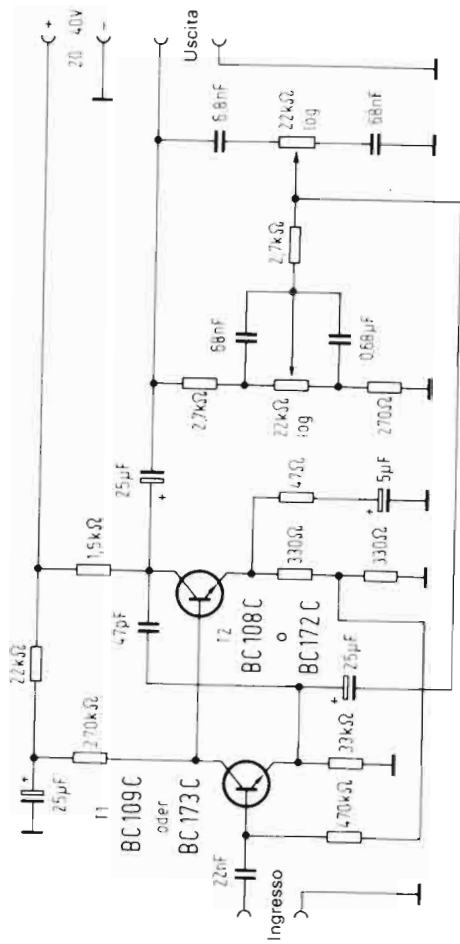 +
22kΩ
20 40V
+
25µF
−
270kΩ
1,5kΩ
25µF
+
47pF
T1
BC109C
oder
BC173C
T2
BC108C
o
BC172C
2,7kΩ
68nF
22kΩ
log
0,68µF
270Ω
2,7kΩ
6,8nF
22kΩ
log
68nF
Uscita
22nF
Ingresso
470kΩ
33kΩ
+
25µF
330Ω
330Ω
47Ω
+
5µF